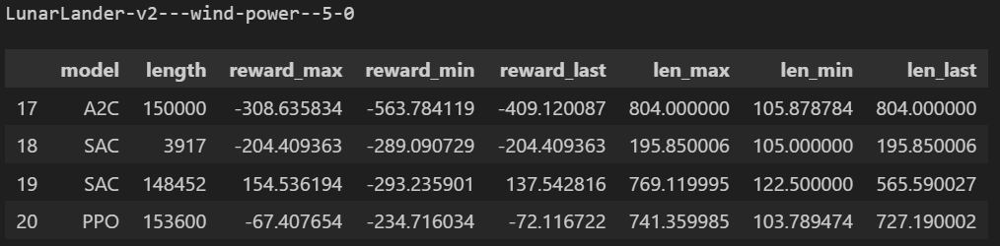 LunarLander-v2---wind-power--5-0
model length reward_max reward_min reward_last len_max len_min len_last
17 A2C 150000 -308.635834 -563.784119 -409.120087 804.000000 105.878784 804.000000
18 SAC 3917 -204.409363 -289.090729 -204.409363 195.850006 105.000000 195.850006
19 SAC 148452 154.536194 -293.235901 137.542816 769.119995 122.500000 565.590027
20 PPO 153600 -67.407654 -234.716034 -72.116722 741.359985 103.789474 727.190002